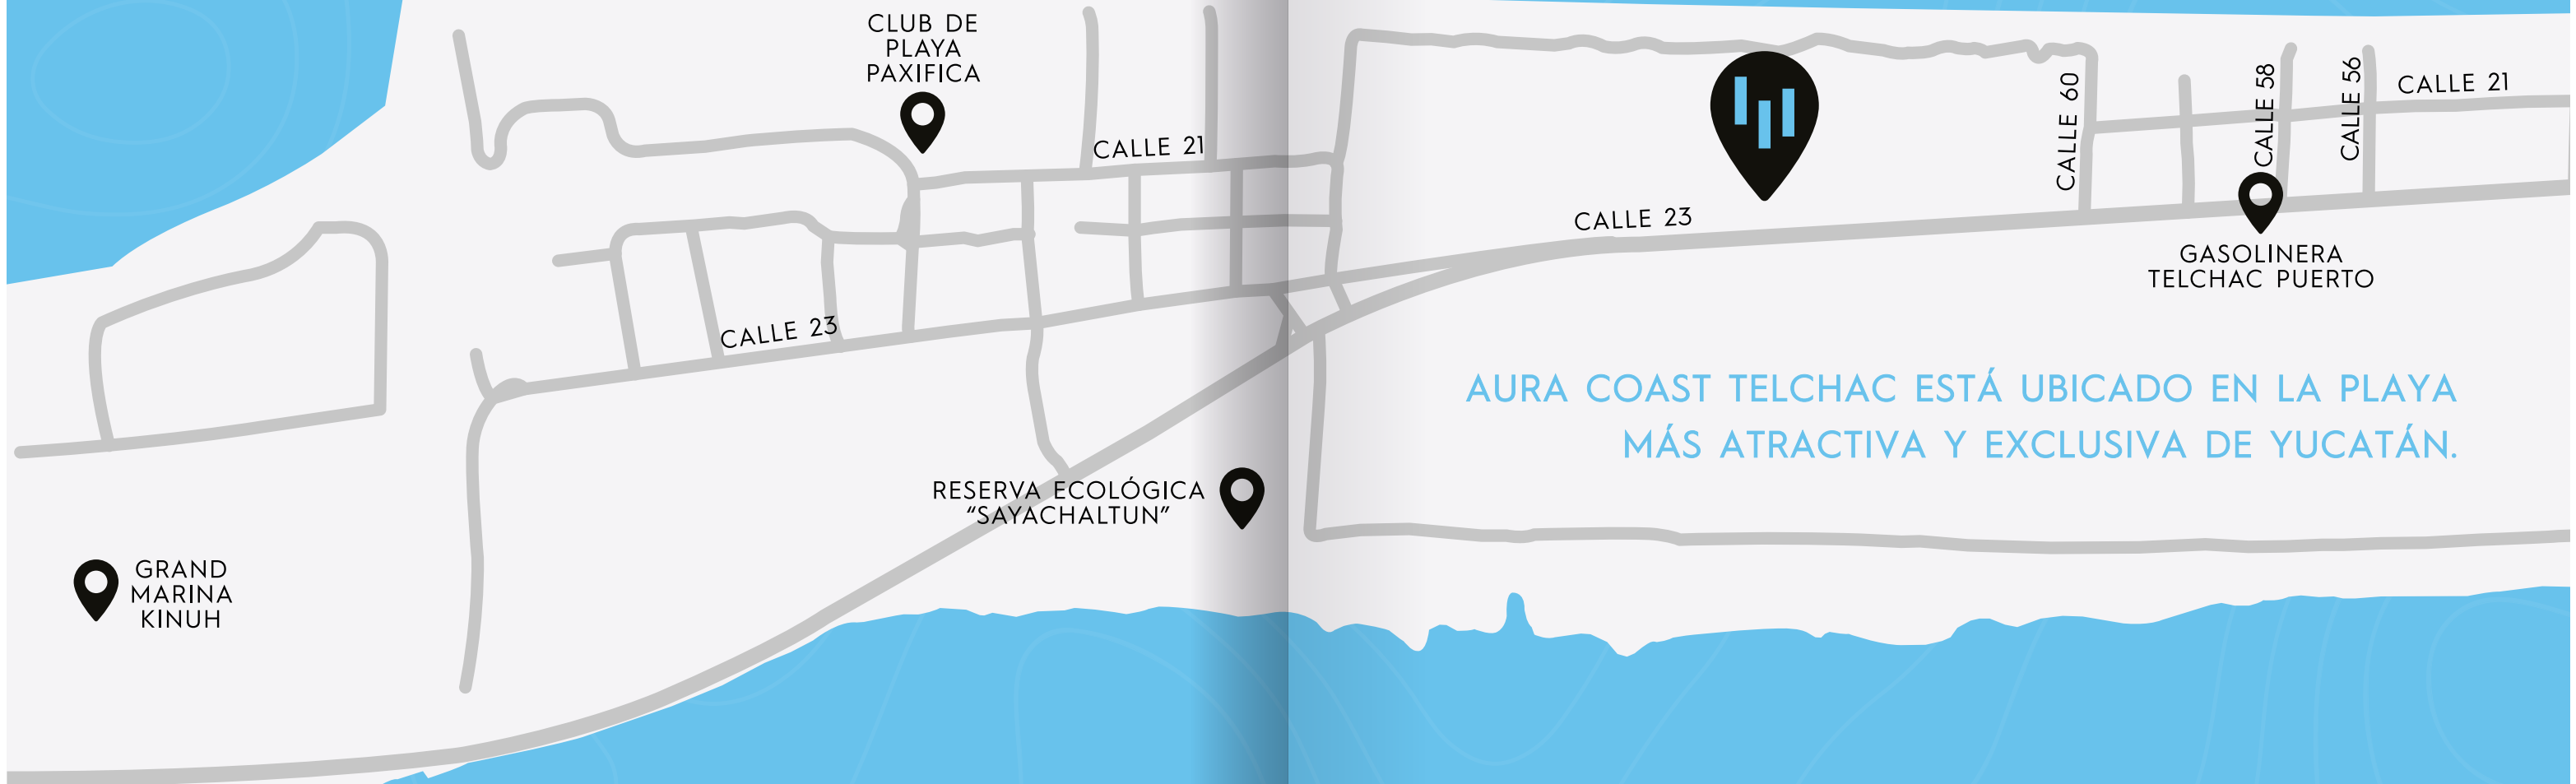 CLUB DE
PLAYA
PAXIFICA
CALLE 21
CALLE 60
CALLE 58
CALLE 56
CALLE 21
CALLE 23
GASOLINERA
TELCHAC PUERTO
CALLE 23
AURA COAST TELCHAC ESTÁ UBICADO EN LA PLAYA
MÁS ATRACTIVA Y EXCLUSIVA DE YUCATÁN.
RESERVA ECOLÓGICA
“SAYACHALTUN”
GRAND
MARINA
KINUH